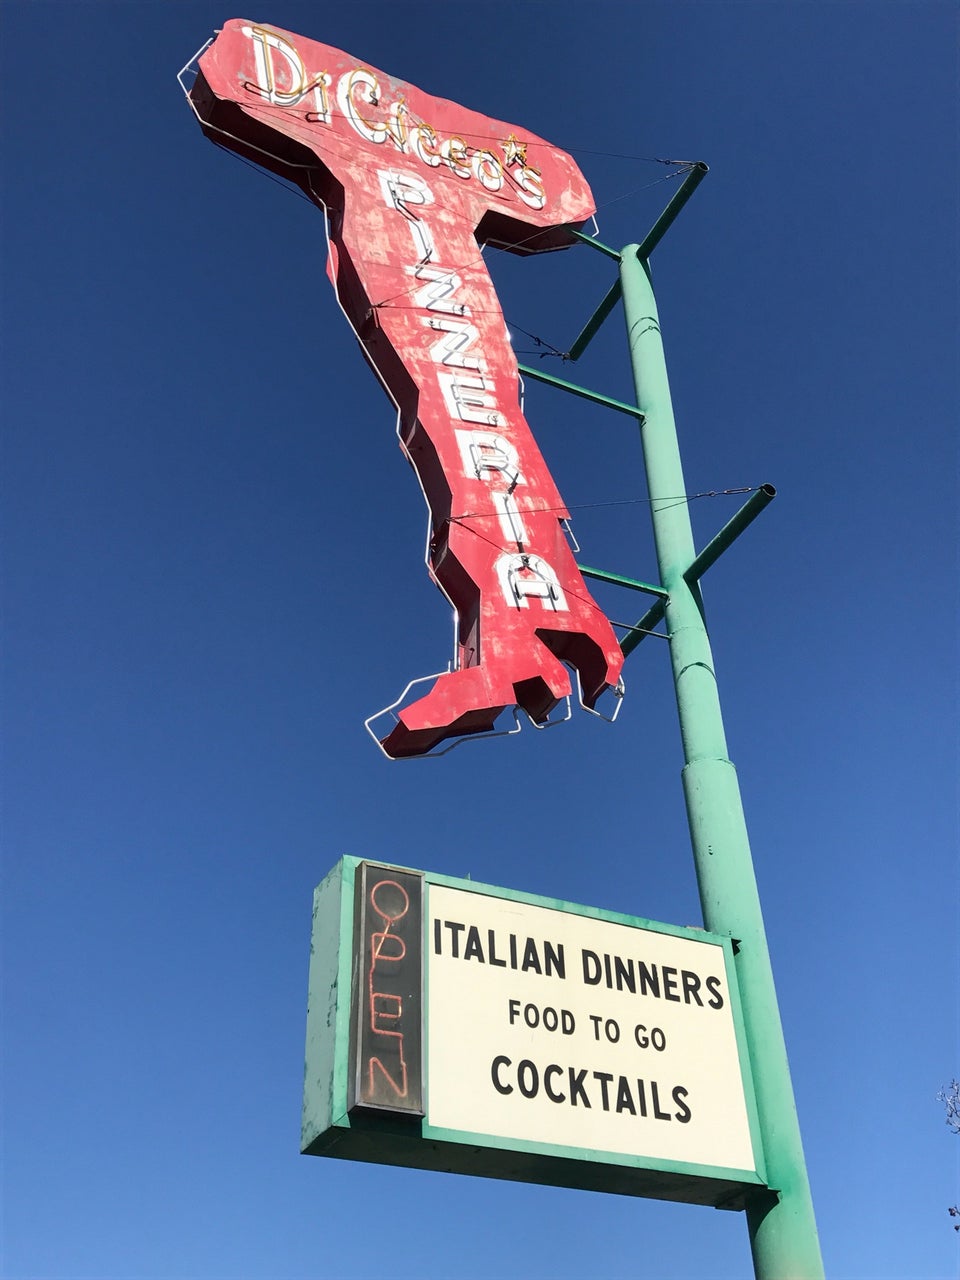 DiCicco's
PIZZERIA
OPEN
ITALIAN DINNERS
FOOD TO GO
COCKTAILS